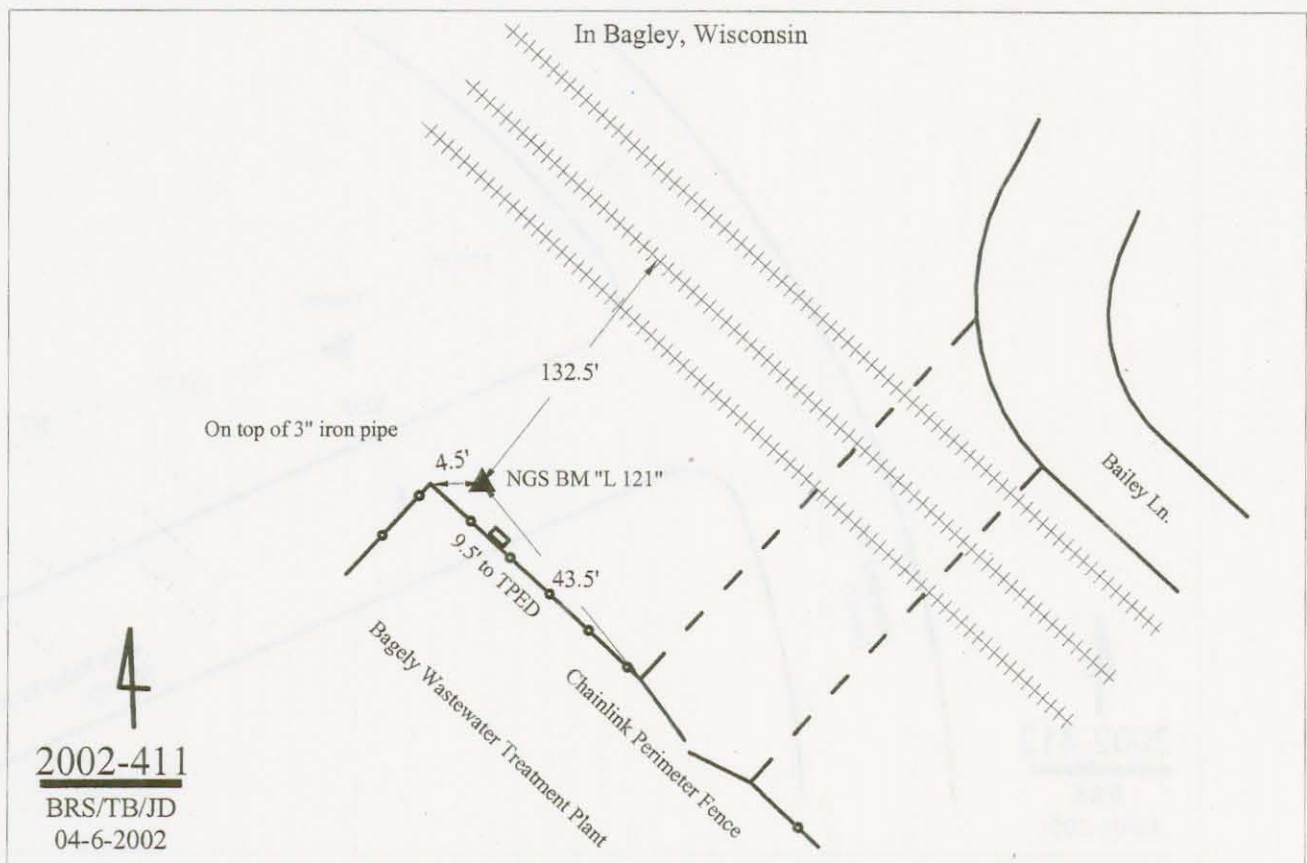 In Bagley, Wisconsin
132.5'
On top of 3" iron pipe
4.5'
NGS BM "L 121"
9.5' to TPED
43.5'
Bailey Ln.
Bagely Wastewater Treatment Plant
Chainlink Perimeter Fence
2002-411
BRS/TB/JD
04-6-2002